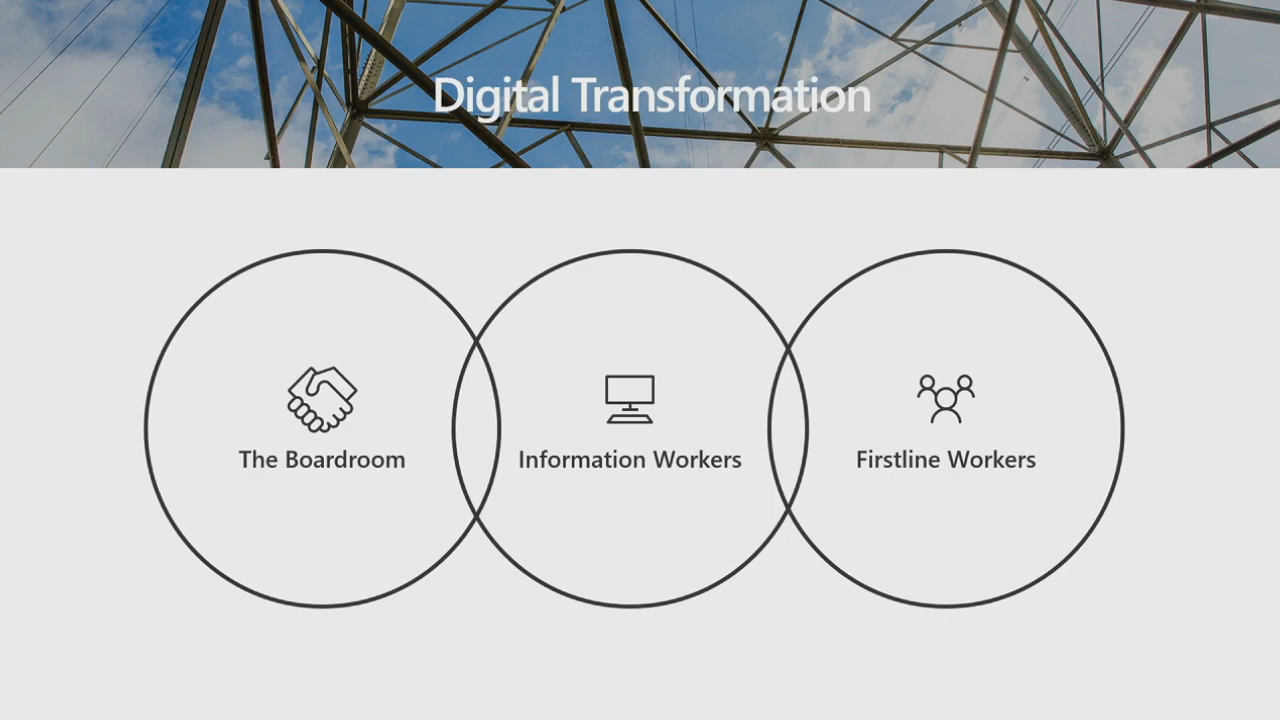 Digital Transformation
The Boardroom
Information Workers
Firstline Workers